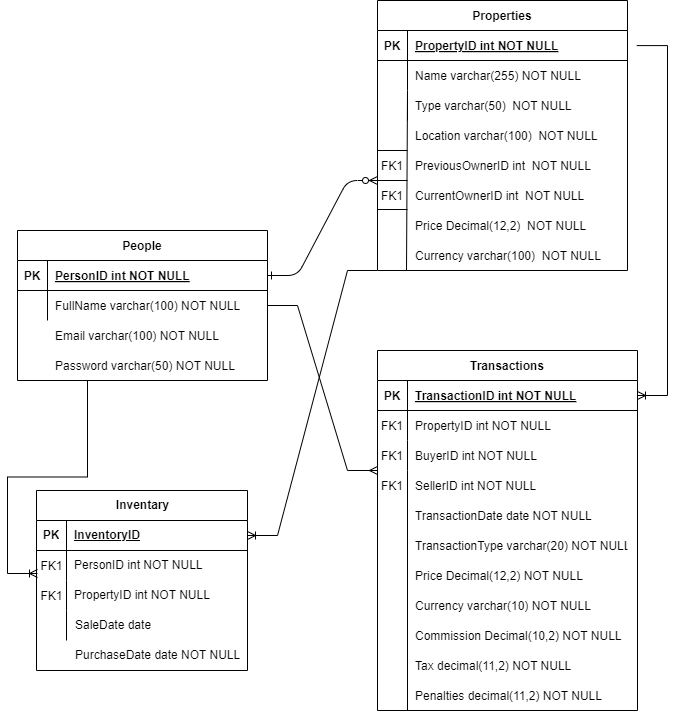 Properties
PK PropertyID int NOT NULL
Name varchar(255) NOT NULL
Type varchar(50) NOT NULL
Location varchar(100) NOT NULL
FK1 PreviousOwnerID int NOT NULL
FK1 CurrentOwnerID int NOT NULL
Price Decimal(12,2) NOT NULL
Currency varchar(100) NOT NULL
People
PK PersonID int NOT NULL
FullName varchar(100) NOT NULL
Email varchar(100) NOT NULL
Password varchar(50) NOT NULL
Transactions
PK TransactionID int NOT NULL
FK1 PropertyID int NOT NULL
FK1 BuyerID int NOT NULL
FK1 SellerID int NOT NULL
TransactionDate date NOT NULL
TransactionType varchar(20) NOT NULL
Price Decimal(12,2) NOT NULL
Currency varchar(10) NOT NULL
Commission Decimal(10,2) NOT NULL
Tax decimal(11,2) NOT NULL
Penalties decimal(11,2) NOT NULL
Inventary
PK InventoryID
FK1 PersonID int NOT NULL
FK1 PropertyID int NOT NULL
SaleDate date
PurchaseDate date NOT NULL